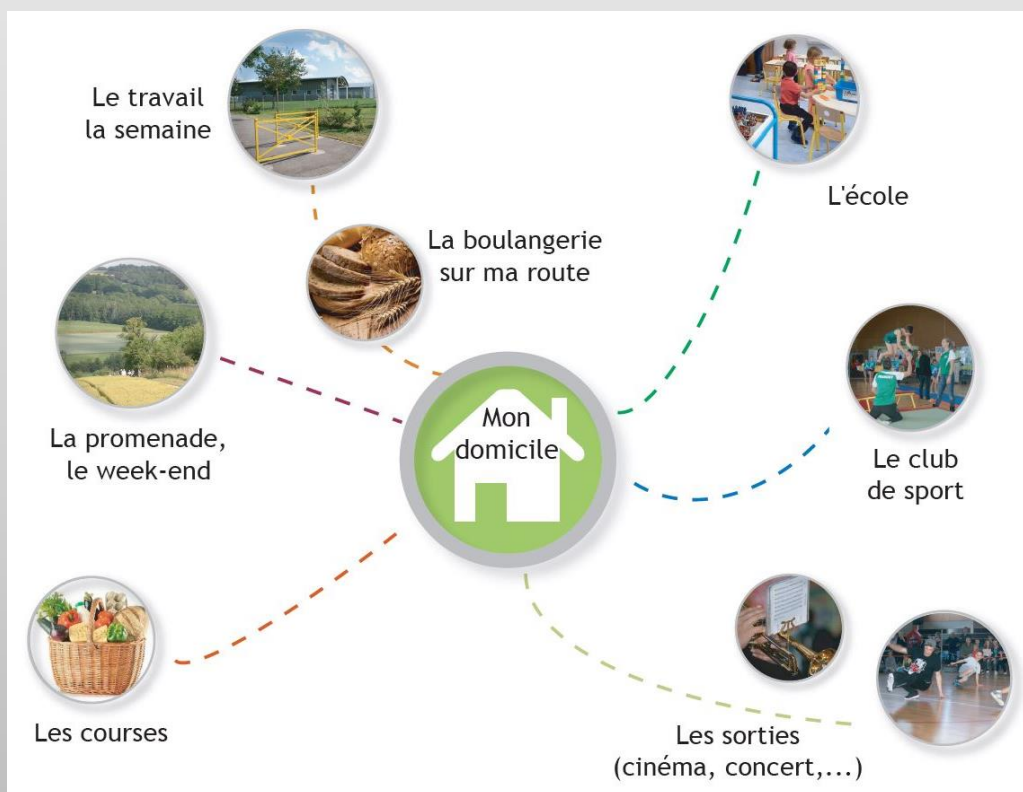 Le travail
la semaine
L'école
La boulangerie
sur ma route
La promenade,
le week-end
Mon
domicile
Le club
de sport
Les courses
Les sorties
(cinéma, concert,...)